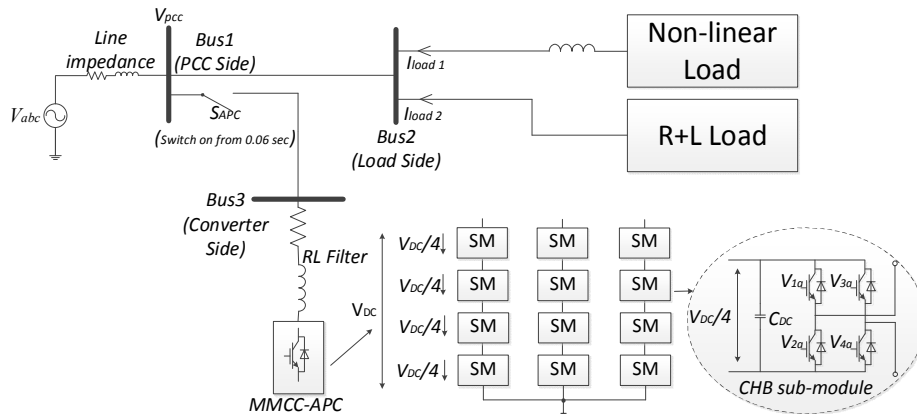 Vpcc
Line
impedance
Bus1
(PCC Side)
Vabc
SAPC
(Switch on from 0.06 sec)
Iload 1
Iload 2
Bus2
(Load Side)
Non-linear
Load
R+L Load
Bus3
(Converter
Side)
RL Filter
MMCC-APC
VDC
VDC/4
SM
SM
SM
VDC/4
SM
SM
SM
VDC/4
SM
SM
SM
VDC/4
SM
SM
SM
VDC/4
CDC
V1a
V3a
V2a
V4a
CHB sub-module